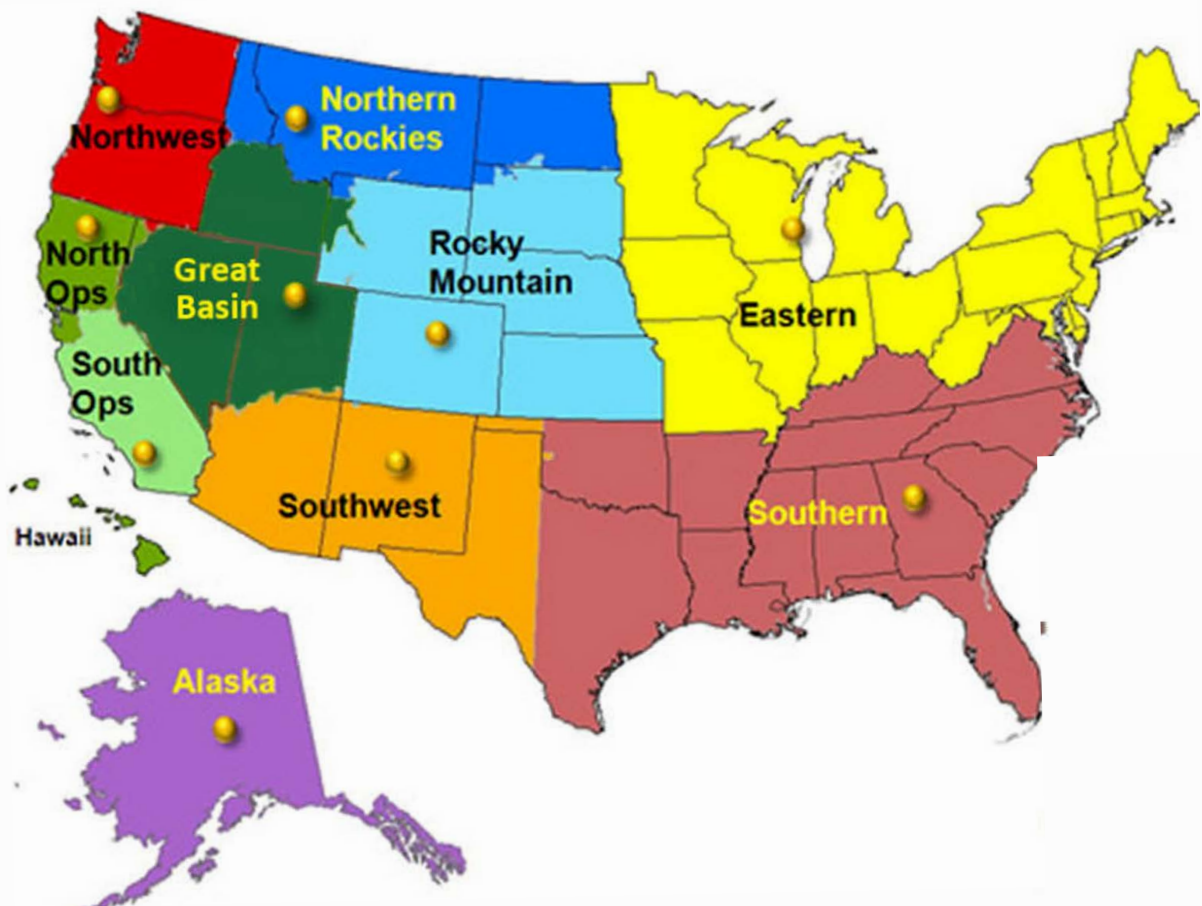 Northern
Rockies
Northwest
North
Ops
Great
Basin
Rocky
Mountain
Eastern
South
Ops
Southwest
Southern
Hawaii
Alaska